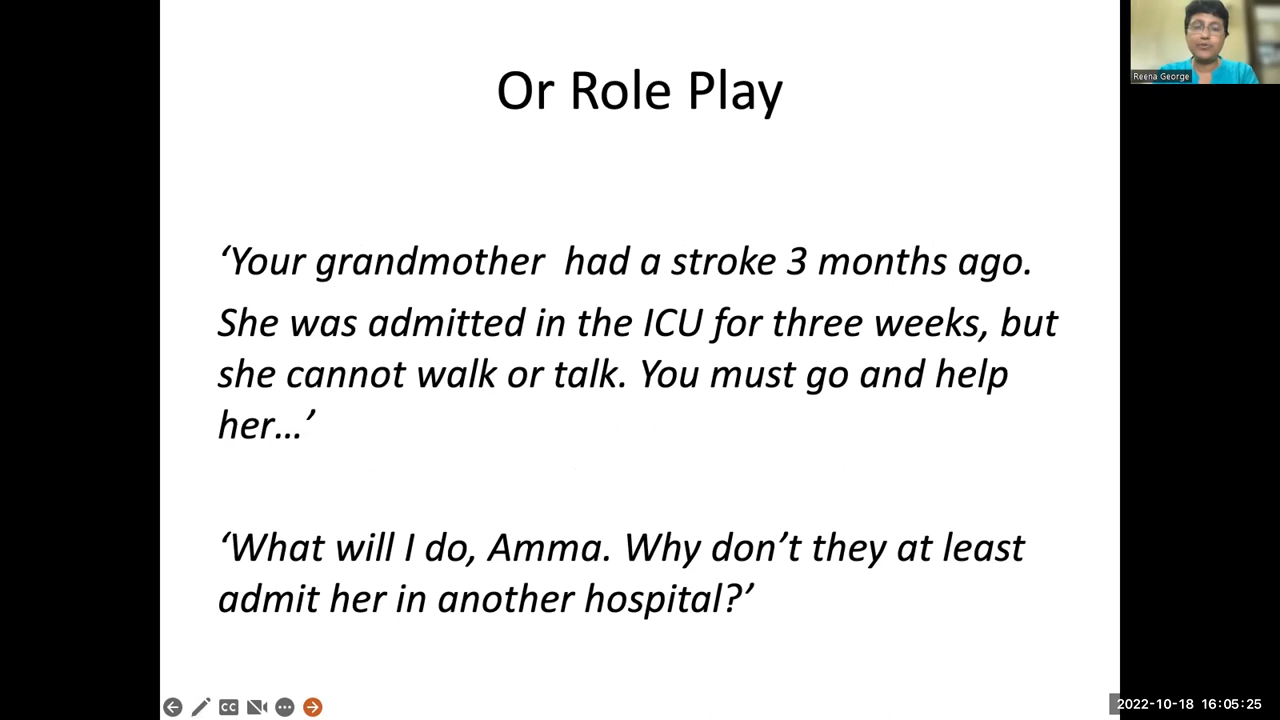 Or Role Play
Reena George
‘Your grandmother  had a stroke 3 months ago.
She was admitted in the ICU for three weeks, but
she cannot walk or talk. You must go and help
her...’
‘What will I do, Amma. Why don’t they at least
admit her in another hospital?’
CC
2022-10-18 16:05:25